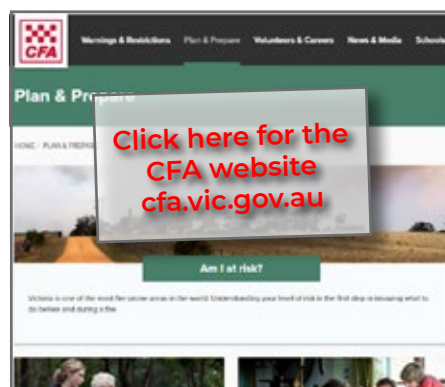 CFA
Warnings & Restrictions Plan & Prepare Volunteers & Careers News & Media Schools
Plan & Prepare
Click here for the
CFA website
cfa.vic.gov.au
HOME
Am I at risk?
Victoria is one of the most fire-prone areas in the world. Understanding your level of risk is the first step in knowing what to
do before and during a fire.